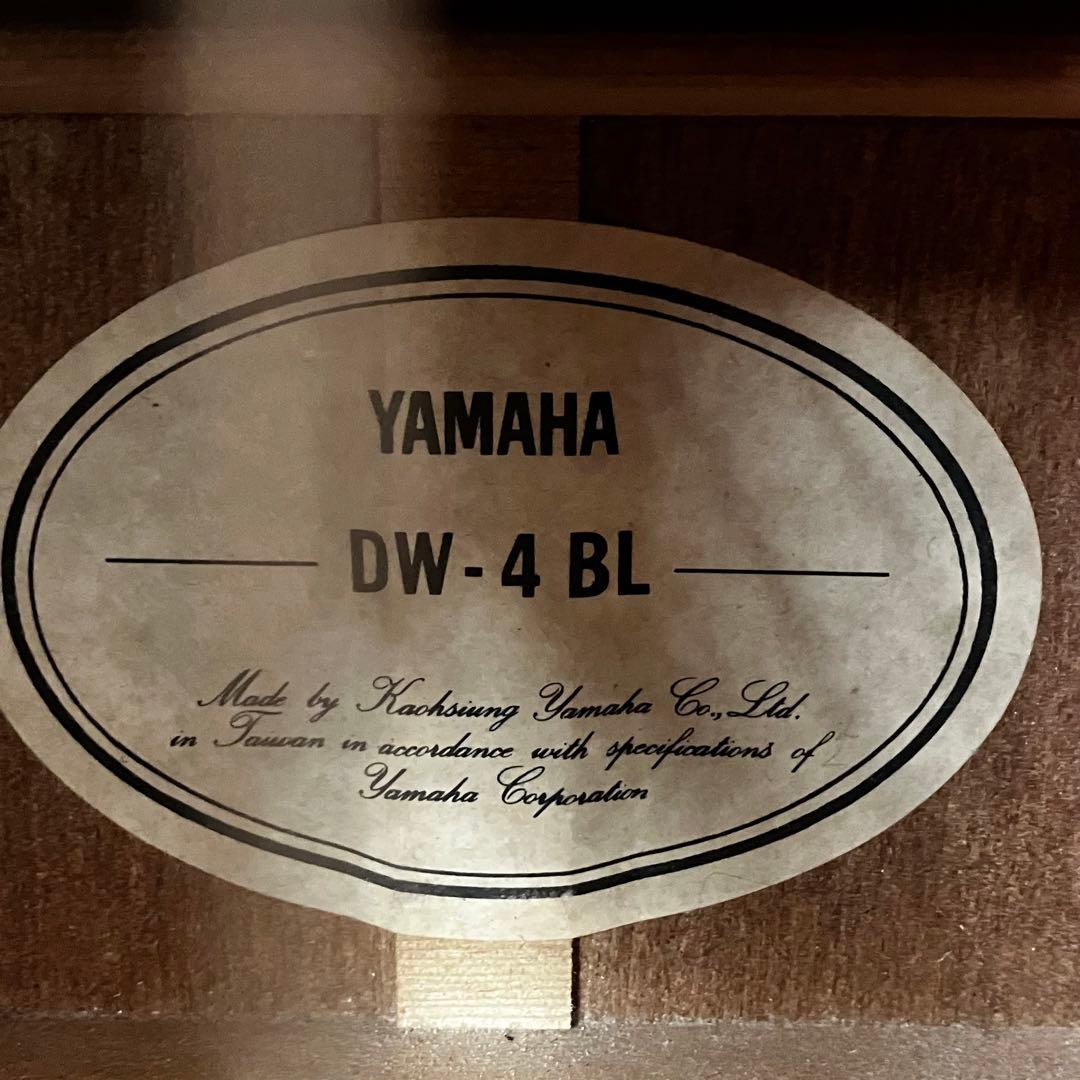 YAMAHA
DW-4 BL
Made by Kaohsiung Yamaha Co., Ltd.
in Taiwan in accordance with specifications of
Yamaha Corporation